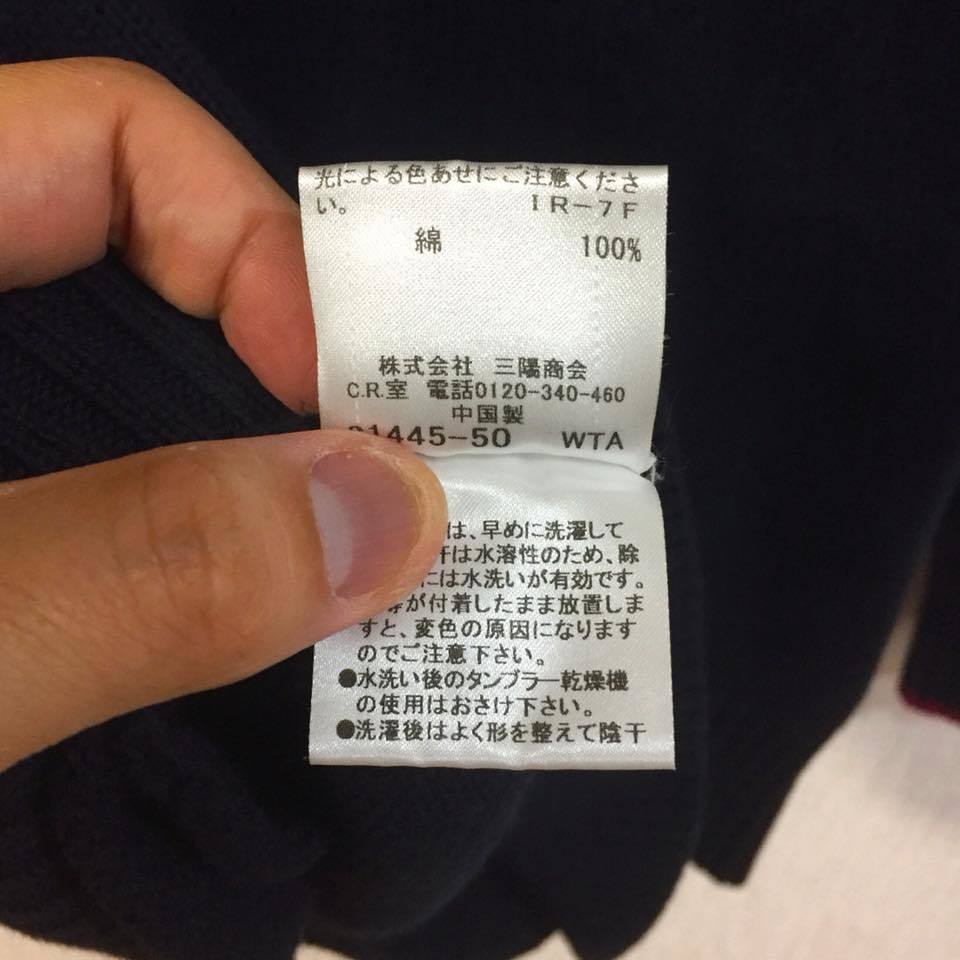 光による色あせにご注意くださ
い。 IR-7F
綿 100%
株式会社 三陽商会
C.R.室 電話0120-340-460
中国製
1445-50 WTA
は、早めに洗濯して
汗は水溶性のため、除
には水洗いが有効です。
が付着したまま放置しま
すと、変色の原因になります
のでご注意下さい。
●水洗い後のタンブラー乾燥機
の使用はおさけ下さい。
●洗濯後はよく形を整えて陰干